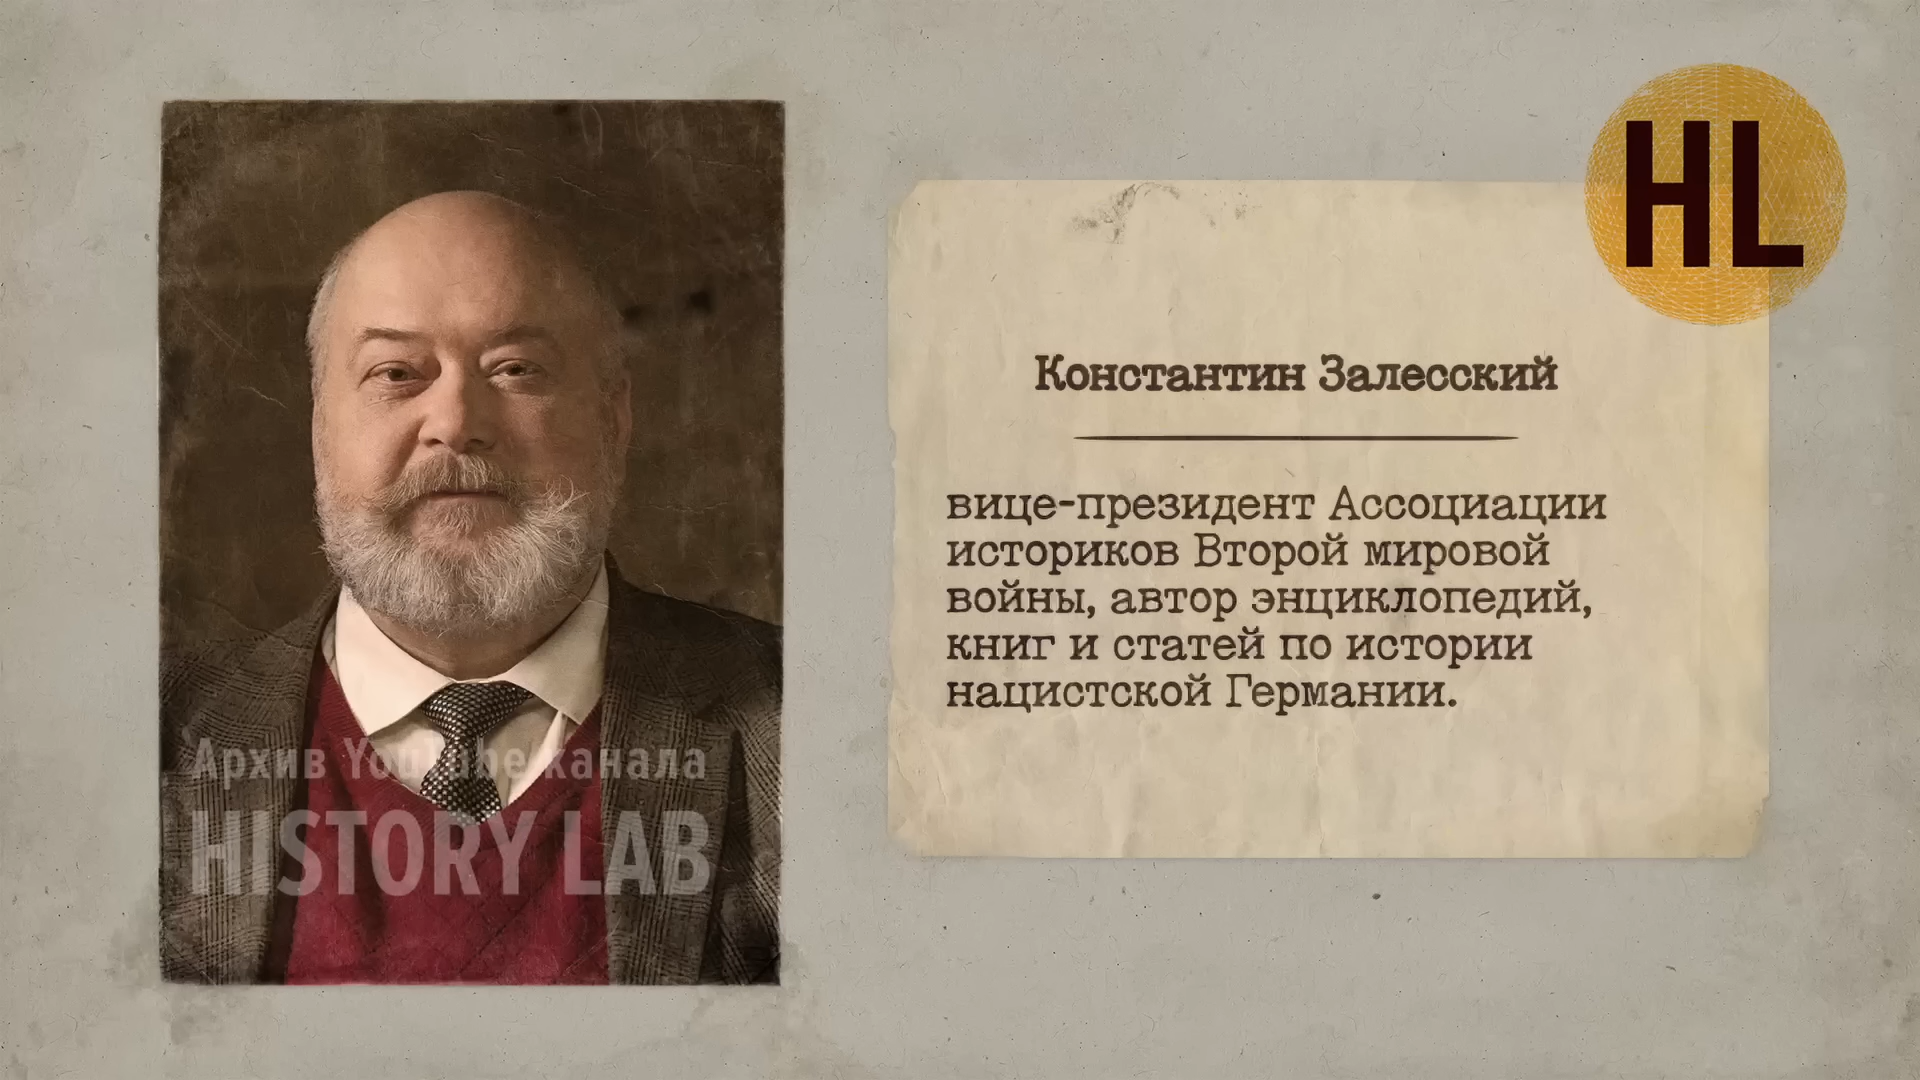 HL
Константин Залесский
вице-президент Ассоциации
историков Второй мировой
войны, автор энциклопедий,
книг и статей по истории
нацистской Германии.
Архив YouTube канала
HISTORY LAB